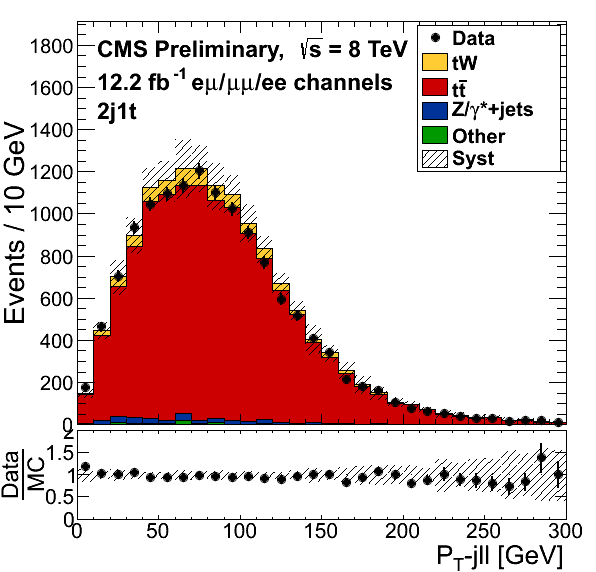 CMS Preliminary, √s = 8 TeV
12.2 fb⁻¹ eμ/μμ/ee channels
2j1t
Data
tW
tt̄
Z/γ*+jets
Other
Syst
Events / 10 GeV
1800
1600
1400
1200
1000
800
600
400
200
0
Data
MC
2
1.5
1
0.5
0
0 50 100 150 200 250 300
P_T-jll [GeV]